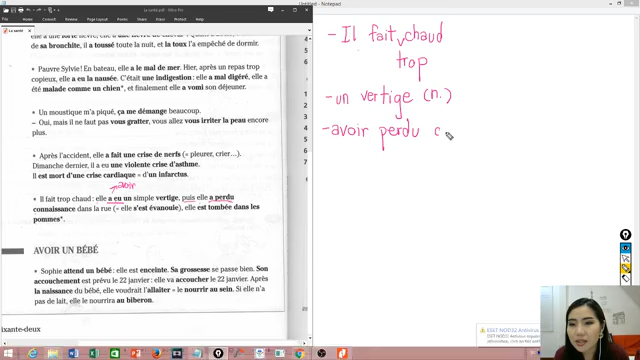 La santé.pdf
Untitled - Notepad
elle a une forte fièvre, elle a une fièvre de cheval
de sa bronchite, il a toussé toute la nuit, et la toux l'a empêché de dormir.
• Pauvre Sylvie! En bateau, elle a le mal de mer. Hier, après un repas trop
copieux, elle a eu la nausée. C'était une indigestion : elle a mal digéré, elle a été
malade comme un chien*, et finalement elle a vomi son déjeuner.
• Un moustique m'a piqué, ça me démange beaucoup.
- Oui, mais il ne faut pas vous gratter, vous allez vous irriter la peau encore
plus.
• Après l'accident, elle a fait une crise de nerfs (= pleurer, crier…).
Dimanche dernier, il a eu une violente crise d'asthme.
Il est mort d'une crise cardiaque = d'un infarctus.
avoir
• Il fait trop chaud : elle a eu un simple vertige, puis elle a perdu
connaissance dans la rue (= elle s'est évanouie), elle est tombée dans les
pommes*.
AVOIR UN BÉBÉ
• Sophie attend un bébé : elle est enceinte. Sa grossesse se passe bien. Son
accouchement est prévu le 22 janvier : elle va accoucher le 22 janvier. Après
la naissance du bébé, elle voudrait l'allaiter = le nourrir au sein. Si elle n'a
pas de lait, elle le nourrira au biberon.
ixante-deux
- Il fait chaud
trop
- un vertige (n.)
- avoir perdu c
ESET NOD32 Antivirus